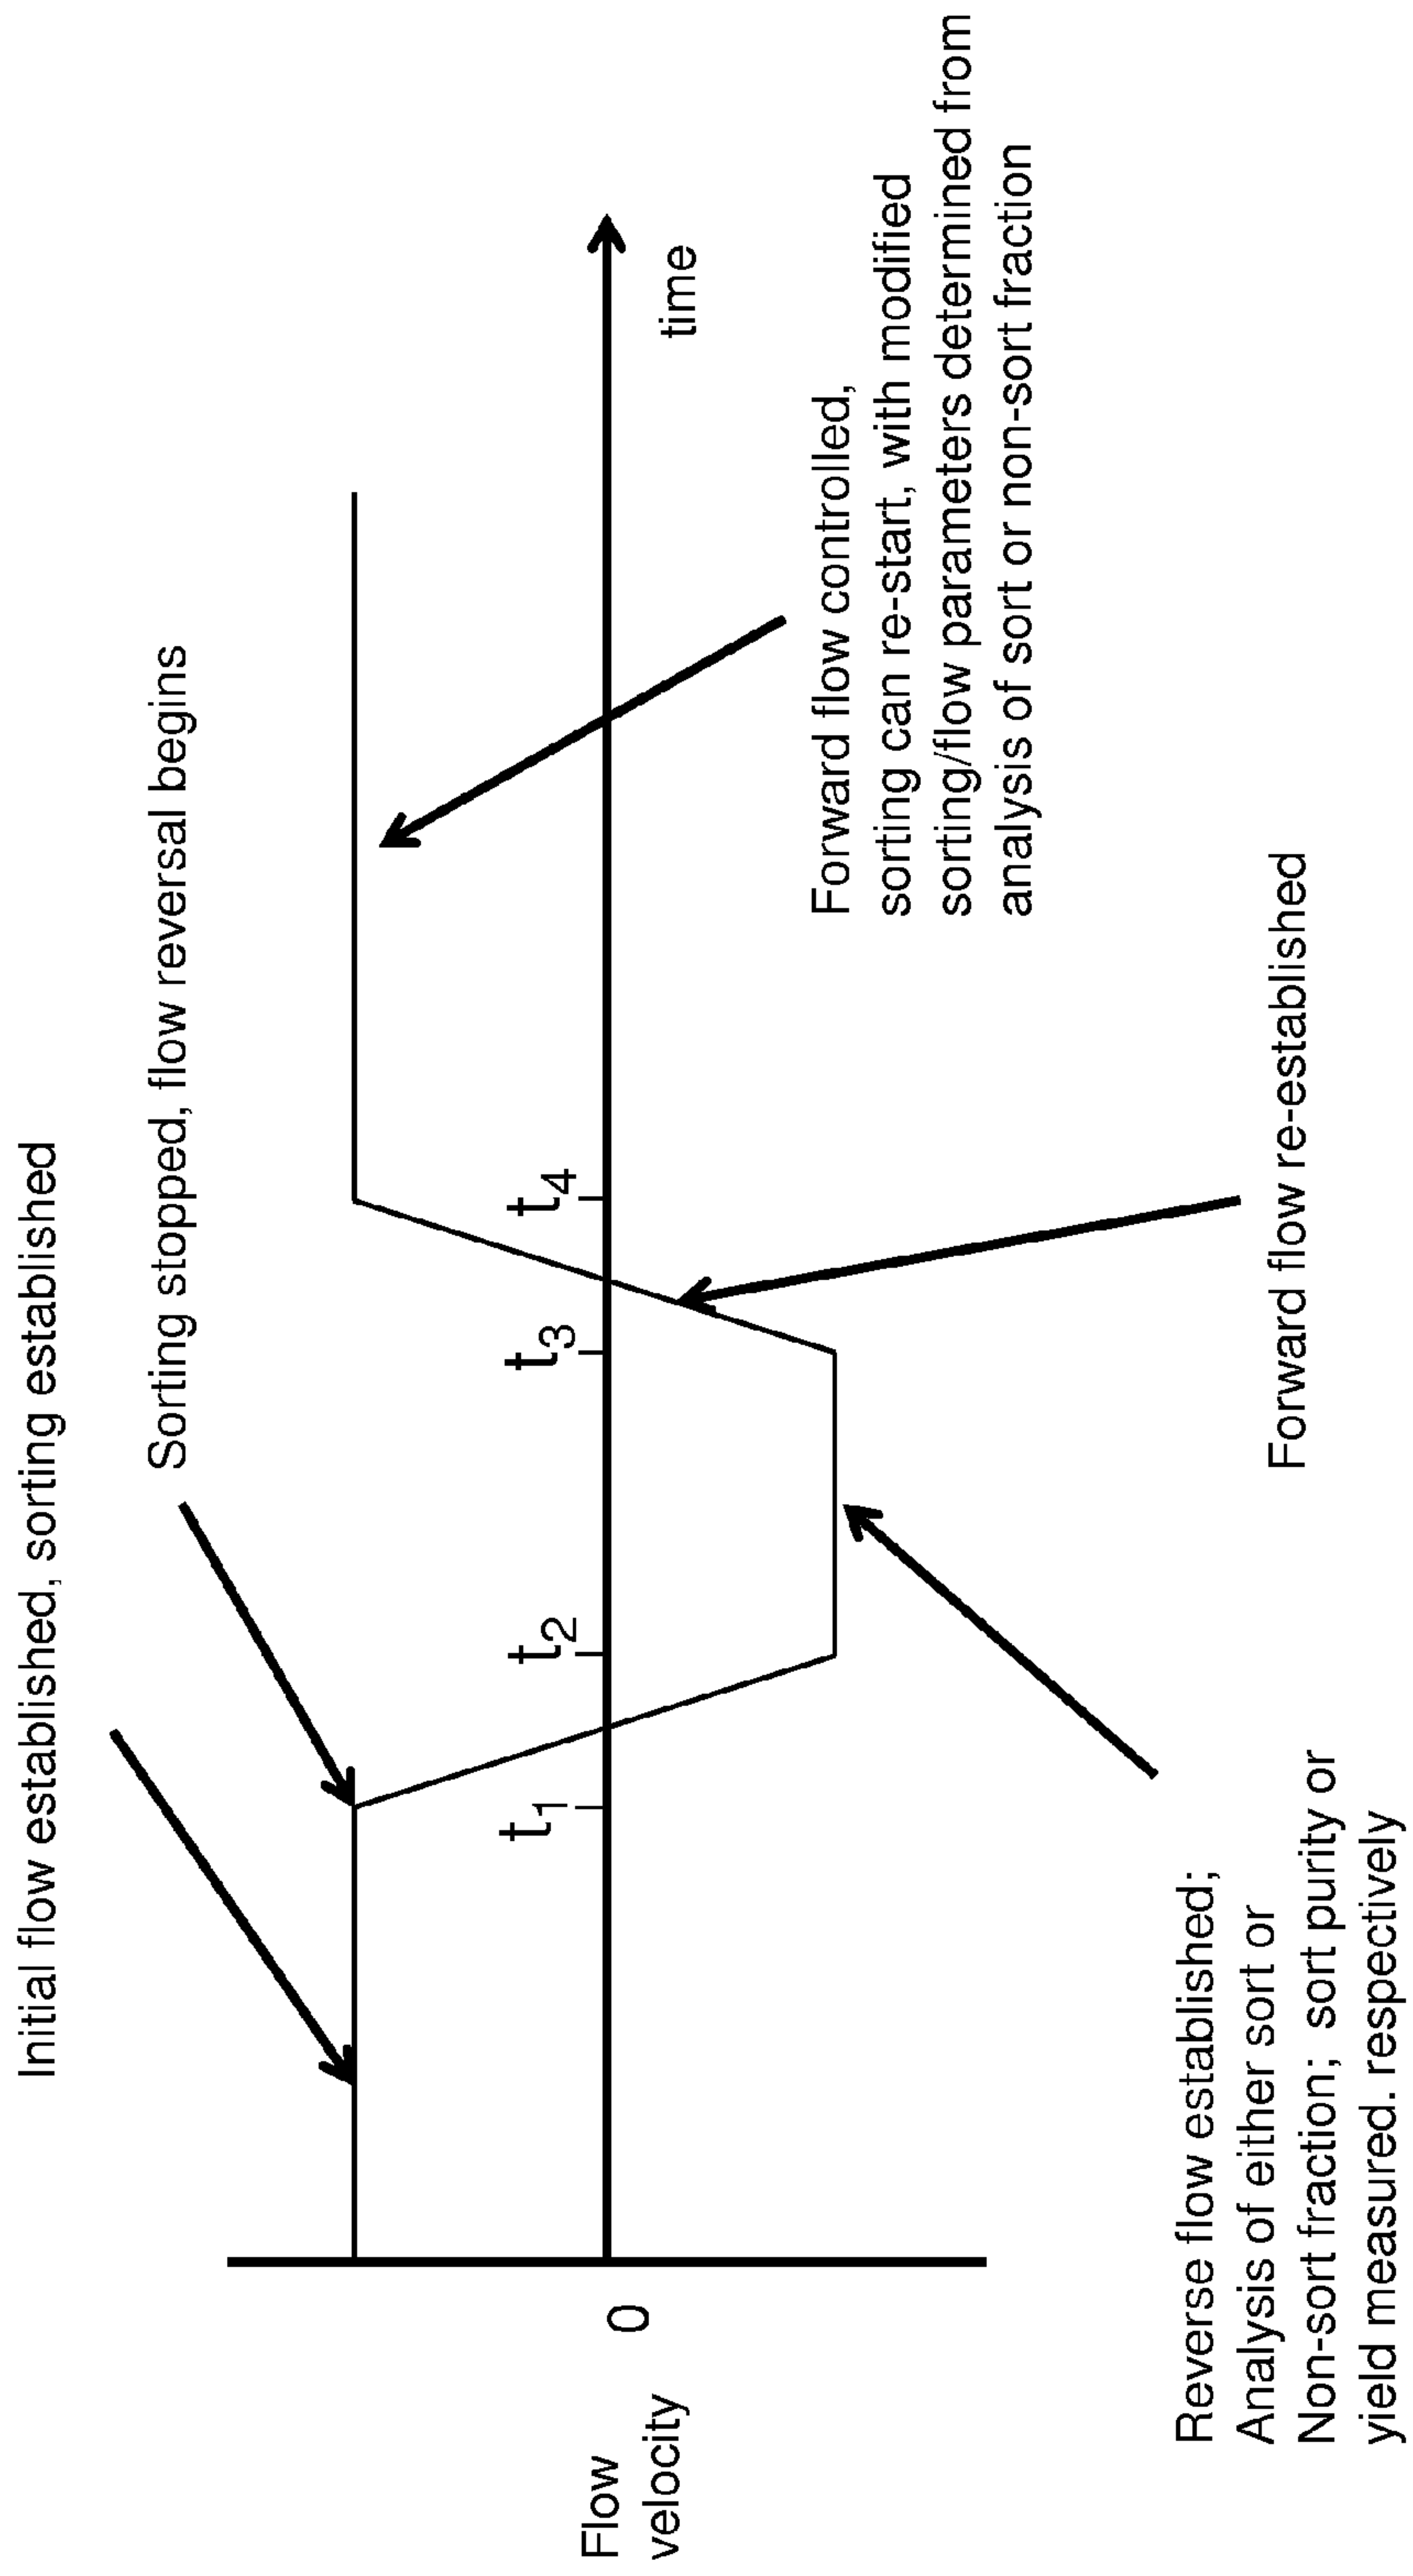 Initial flow established, sorting established
Sorting stopped, flow reversal begins
Flow
velocity
0
t1
t2
t3
t4
time
Forward flow controlled,
sorting can re-start, with modified
sorting/flow parameters determined from
analysis of sort or non-sort fraction
Reverse flow established;
Analysis of either sort or
Non-sort fraction; sort purity or
yield measured. respectively
Forward flow re-established